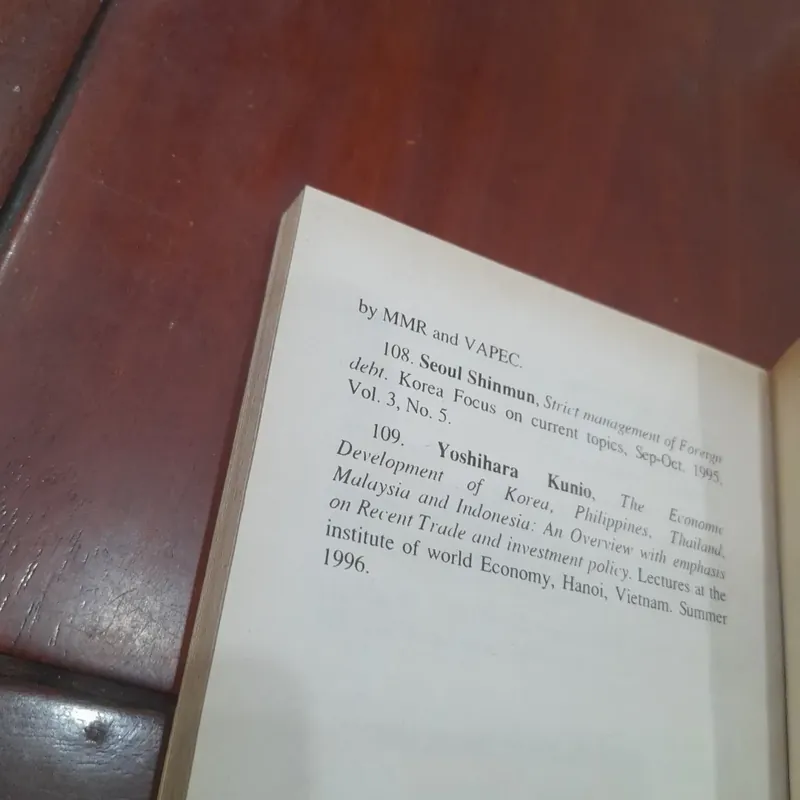 by MMR and VAPEC.
108. Seoul Shinmun, Strict management of Foreign
debt. Korea Focus on current topics, Sep-Oct. 1995.
Vol. 3, No. 5.
109. Yoshihara Kunio, The Economic
Development of Korea, Philippines, Thailand,
Malaysia and Indonesia: An Overview with emphasis
on Recent Trade and investment policy. Lectures at the
institute of world Economy, Hanoi, Vietnam. Summer
1996.